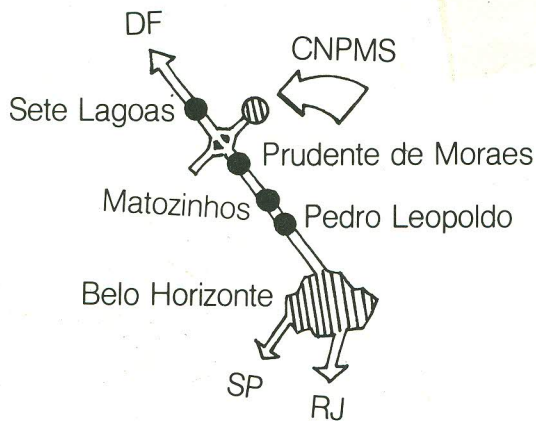 DF
CNPMS
Sete Lagoas
Prudente de Moraes
Matozinhos
Pedro Leopoldo
Belo Horizonte
SP
RJ